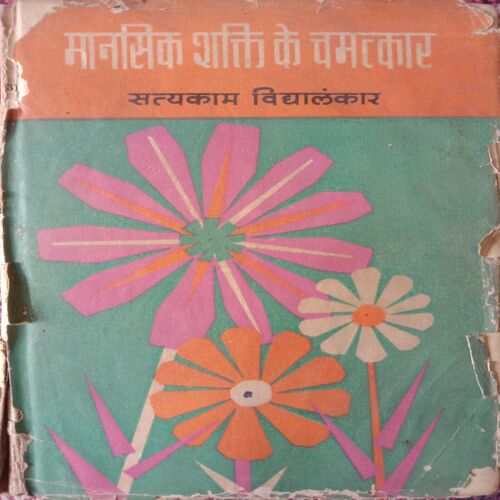 मानसिक शक्ति के चमत्कार
सत्यकाम विद्यालंकार